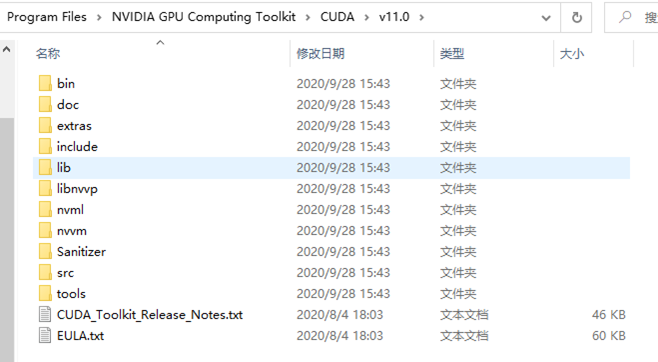 Program Files › NVIDIA GPU Computing Toolkit › CUDA › v11.0 › 搜
名称 修改日期 类型 大小
bin 2020/9/28 15:43 文件夹
doc 2020/9/28 15:43 文件夹
extras 2020/9/28 15:43 文件夹
include 2020/9/28 15:43 文件夹
lib 2020/9/28 15:43 文件夹
libnvvp 2020/9/28 15:43 文件夹
nvml 2020/9/28 15:43 文件夹
nvvm 2020/9/28 15:43 文件夹
Sanitizer 2020/9/28 15:43 文件夹
src 2020/9/28 15:43 文件夹
tools 2020/9/28 15:43 文件夹
CUDA_Toolkit_Release_Notes.txt 2020/8/4 18:03 文本文档 46 KB
EULA.txt 2020/8/4 18:03 文本文档 60 KB